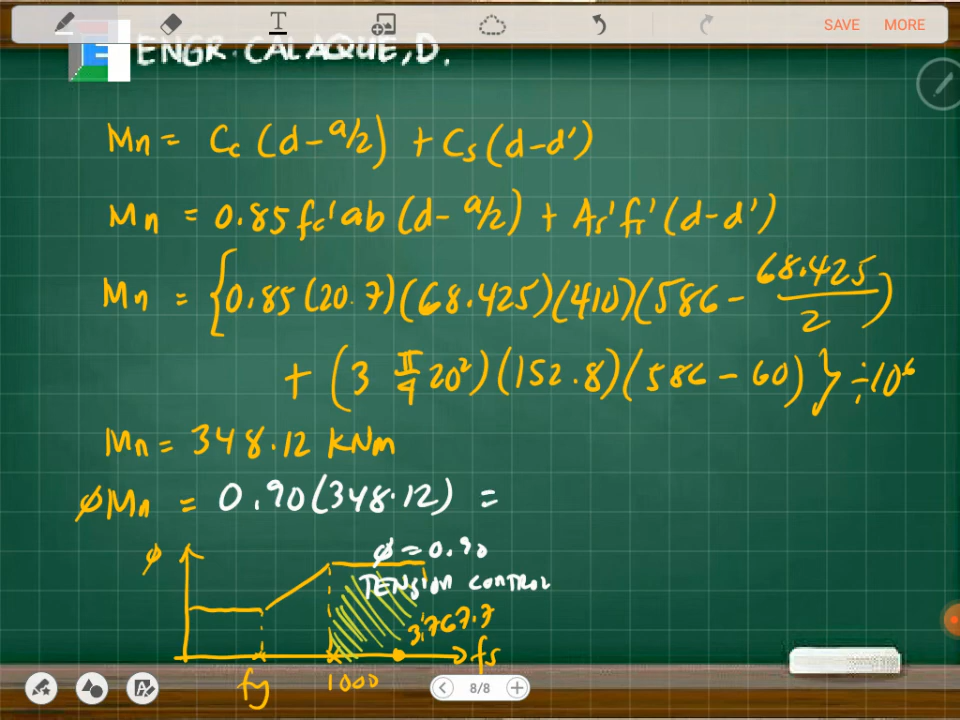 T
SAVE MORE
E ENGR. CALAQUE, D.
Mn = Cc (d - a/2) + Cs (d - d')
Mn = 0.85 fc' ab (d - a/2) + As' fs' (d - d')
Mn = {0.85 (20.7)(68.425)(410)(586 - 68.425/2)
+ (3 π/4 20²)(152.8)(586 - 60)} ÷ 10⁶
Mn = 348.12 KNm
ØMn = 0.90(348.12) =
Ø
Ø = 0.90
TENSION CONTROL
3,767.7
fs
fy
1000
8/8